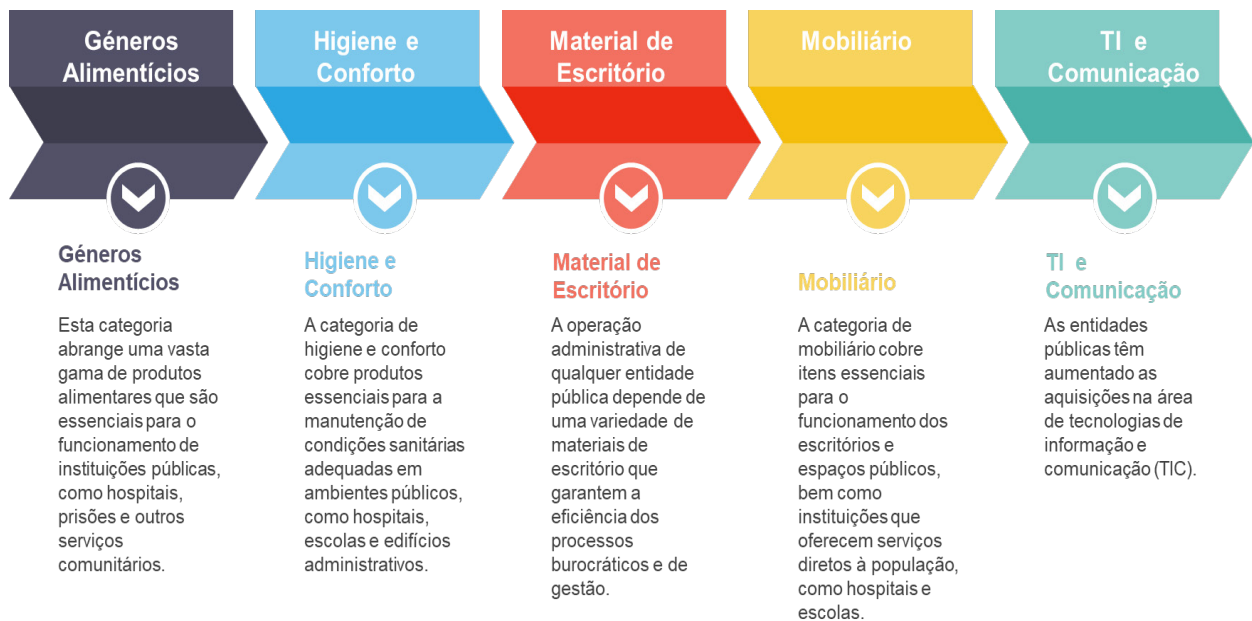 Géneros
Alimentícios
Higiene e
Conforto
Material de
Escritório
Mobiliário
TI e
Comunicação
Géneros
Alimentícios
Esta categoria
abrange uma vasta
gama de produtos
alimentares que são
essenciais para o
funcionamento de
instituições públicas,
como hospitais,
prisões e outros
serviços
comunitários.
Higiene e
Conforto
A categoria de
higiene e conforto
cobre produtos
essenciais para a
manutenção de
condições sanitárias
adequadas em
ambientes públicos,
como hospitais,
escolas e edifícios
administrativos.
Material de
Escritório
A operação
administrativa de
qualquer entidade
pública depende de
uma variedade de
materiais de
escritório que
garantem a
eficiência dos
processos
burocráticos e de
gestão.
Mobiliário
A categoria de
mobiliário cobre
itens essenciais
para o
funcionamento dos
escritórios e
espaços públicos,
bem como
instituições que
oferecem serviços
diretos à população,
como hospitais e
escolas.
TI e
Comunicação
As entidades
públicas têm
aumentado as
aquisições na área
de tecnologias de
informação e
comunicação (TIC).